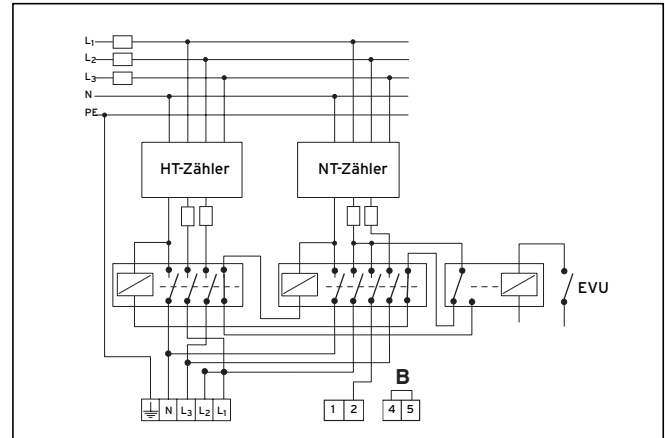 L1
L2
L3
N
PE
HT-Zähler
NT-Zähler
EVU
B
N L3 L2 L1
1 2
4 5